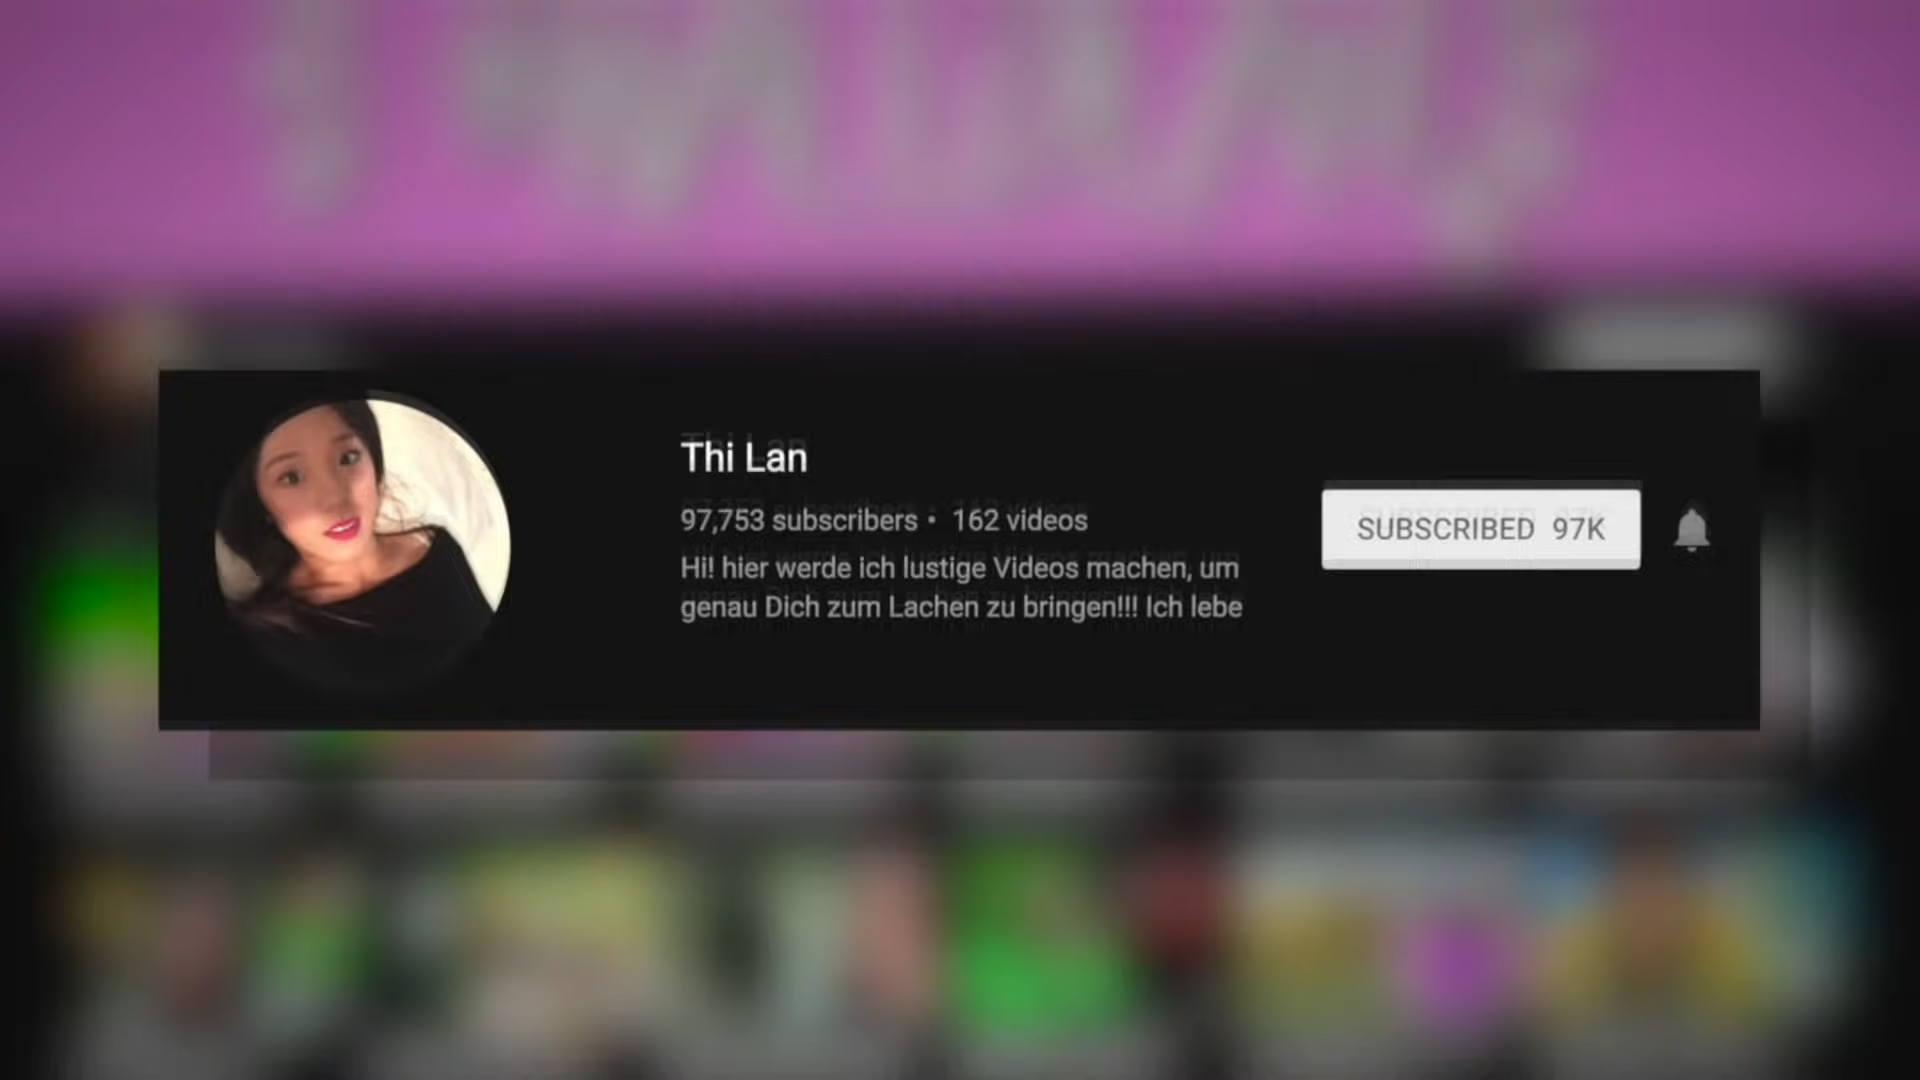 Thi Lan
97,753 subscribers • 162 videos
SUBSCRIBED 97K
Hi! hier werde ich lustige Videos machen, um
genau Dich zum Lachen zu bringen!!! Ich lebe